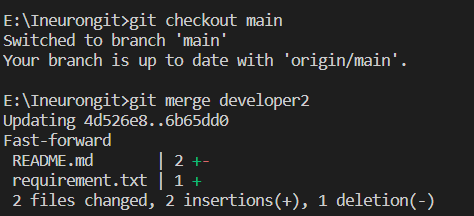 E:\Ineurongit>git checkout main
Switched to branch 'main'
Your branch is up to date with 'origin/main'.
E:\Ineurongit>git merge developer2
Updating 4d526e8..6b65dd0
Fast-forward
 README.md       | 2 +-
 requirement.txt | 1 +
 2 files changed, 2 insertions(+), 1 deletion(-)